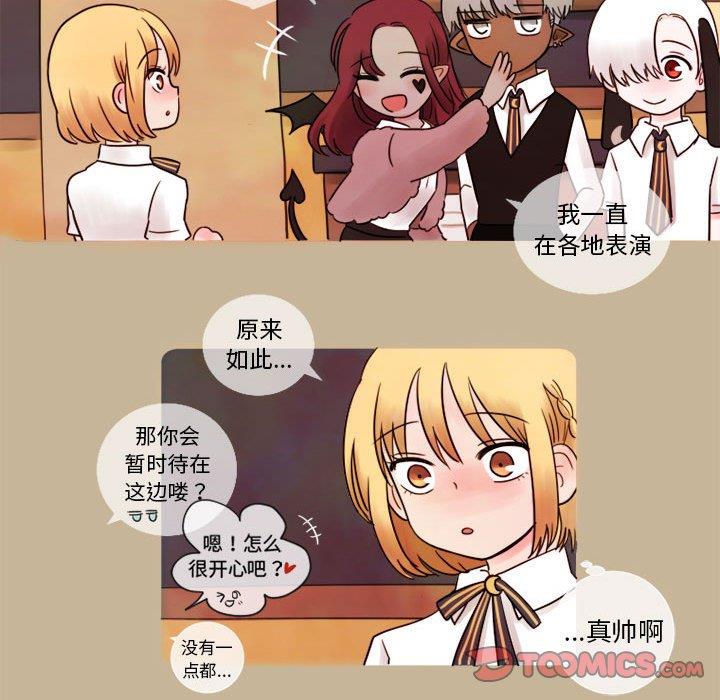 我一直
在各地表演
原来
如此...
那你会
暂时待在
这边喽？
ㅠㅠ
嗯！怎么
很开心吧？♥
没有一
点都...
...真帅啊
TOOMICS.COM